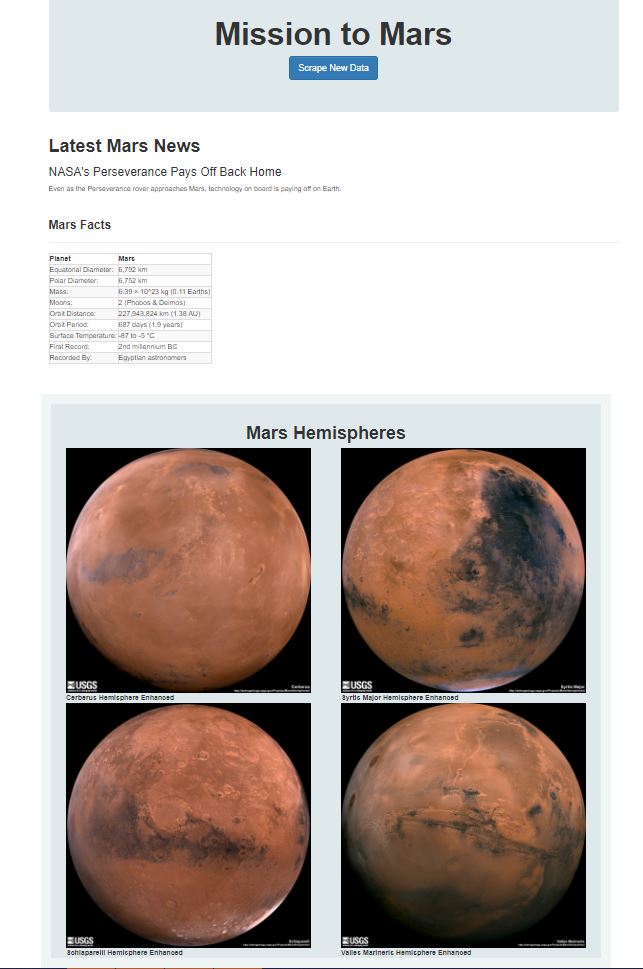 Mission to Mars
Scrape New Data
Latest Mars News
NASA's Perseverance Pays Off Back Home
Even as the Perseverance rover approaches Mars, technology on board is paying off on Earth.
Mars Facts
Planet Mars
Equatorial Diameter: 6,792 km
Polar Diameter: 6,752 km
Mass: 6.39 × 10^23 kg (0.11 Earths)
Moons: 2 (Phobos & Deimos)
Orbit Distance: 227,943,824 km (1.38 AU)
Orbit Period: 687 days (1.9 years)
Surface Temperature: -87 to -5 °C
First Record: 2nd millennium BC
Recorded By: Egyptian astronomers
Mars Hemispheres
USGS Cerberus
USGS Syrtis Major
Cerberus Hemisphere Enhanced
Syrtis Major Hemisphere Enhanced
USGS Schiaparelli
USGS Valles Marineris
Schiaparelli Hemisphere Enhanced
Valles Marineris Hemisphere Enhanced